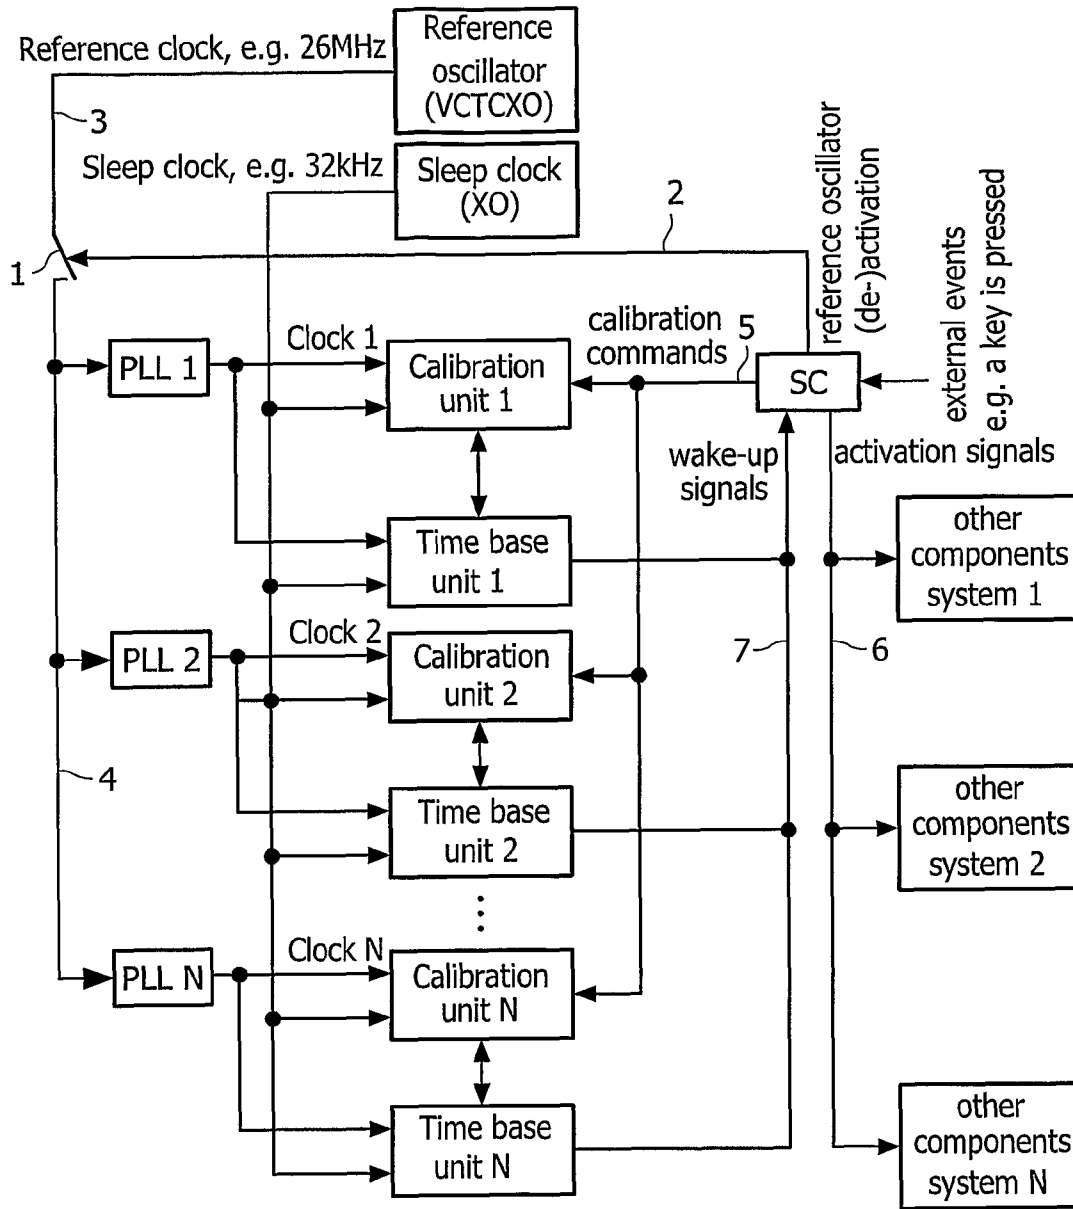 Reference clock, e.g. 26MHz
Reference
oscillator
(VCTCXO)
3
Sleep clock, e.g. 32kHz
Sleep clock
(XO)
2
1
reference oscillator
(de-)activation
external events
e.g. a key is pressed
calibration
commands
5
SC
PLL 1
Clock 1
Calibration
unit 1
wake-up
signals
activation signals
Time base
unit 1
other
components
system 1
PLL 2
Clock 2
Calibration
unit 2
7
6
4
Time base
unit 2
other
components
system 2
PLL N
Clock N
Calibration
unit N
Time base
unit N
other
components
system N